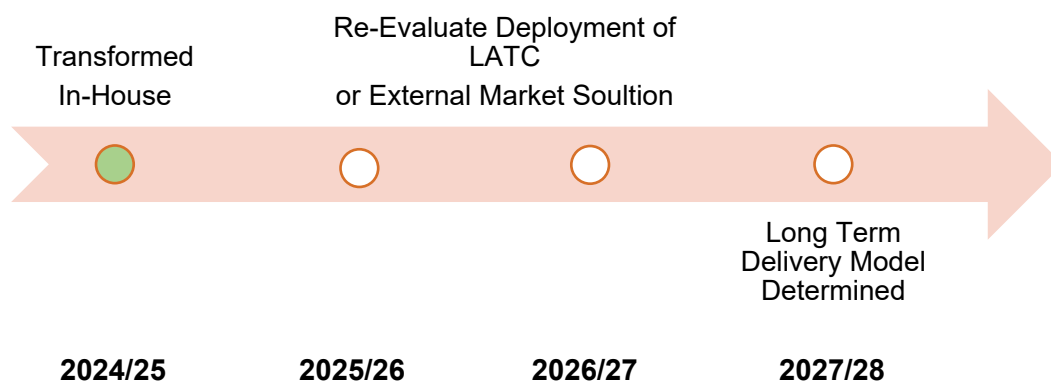 Transformed
In-House
Re-Evaluate Deployment of
LATC
or External Market Soultion
Long Term
Delivery Model
Determined
2024/25
2025/26
2026/27
2027/28